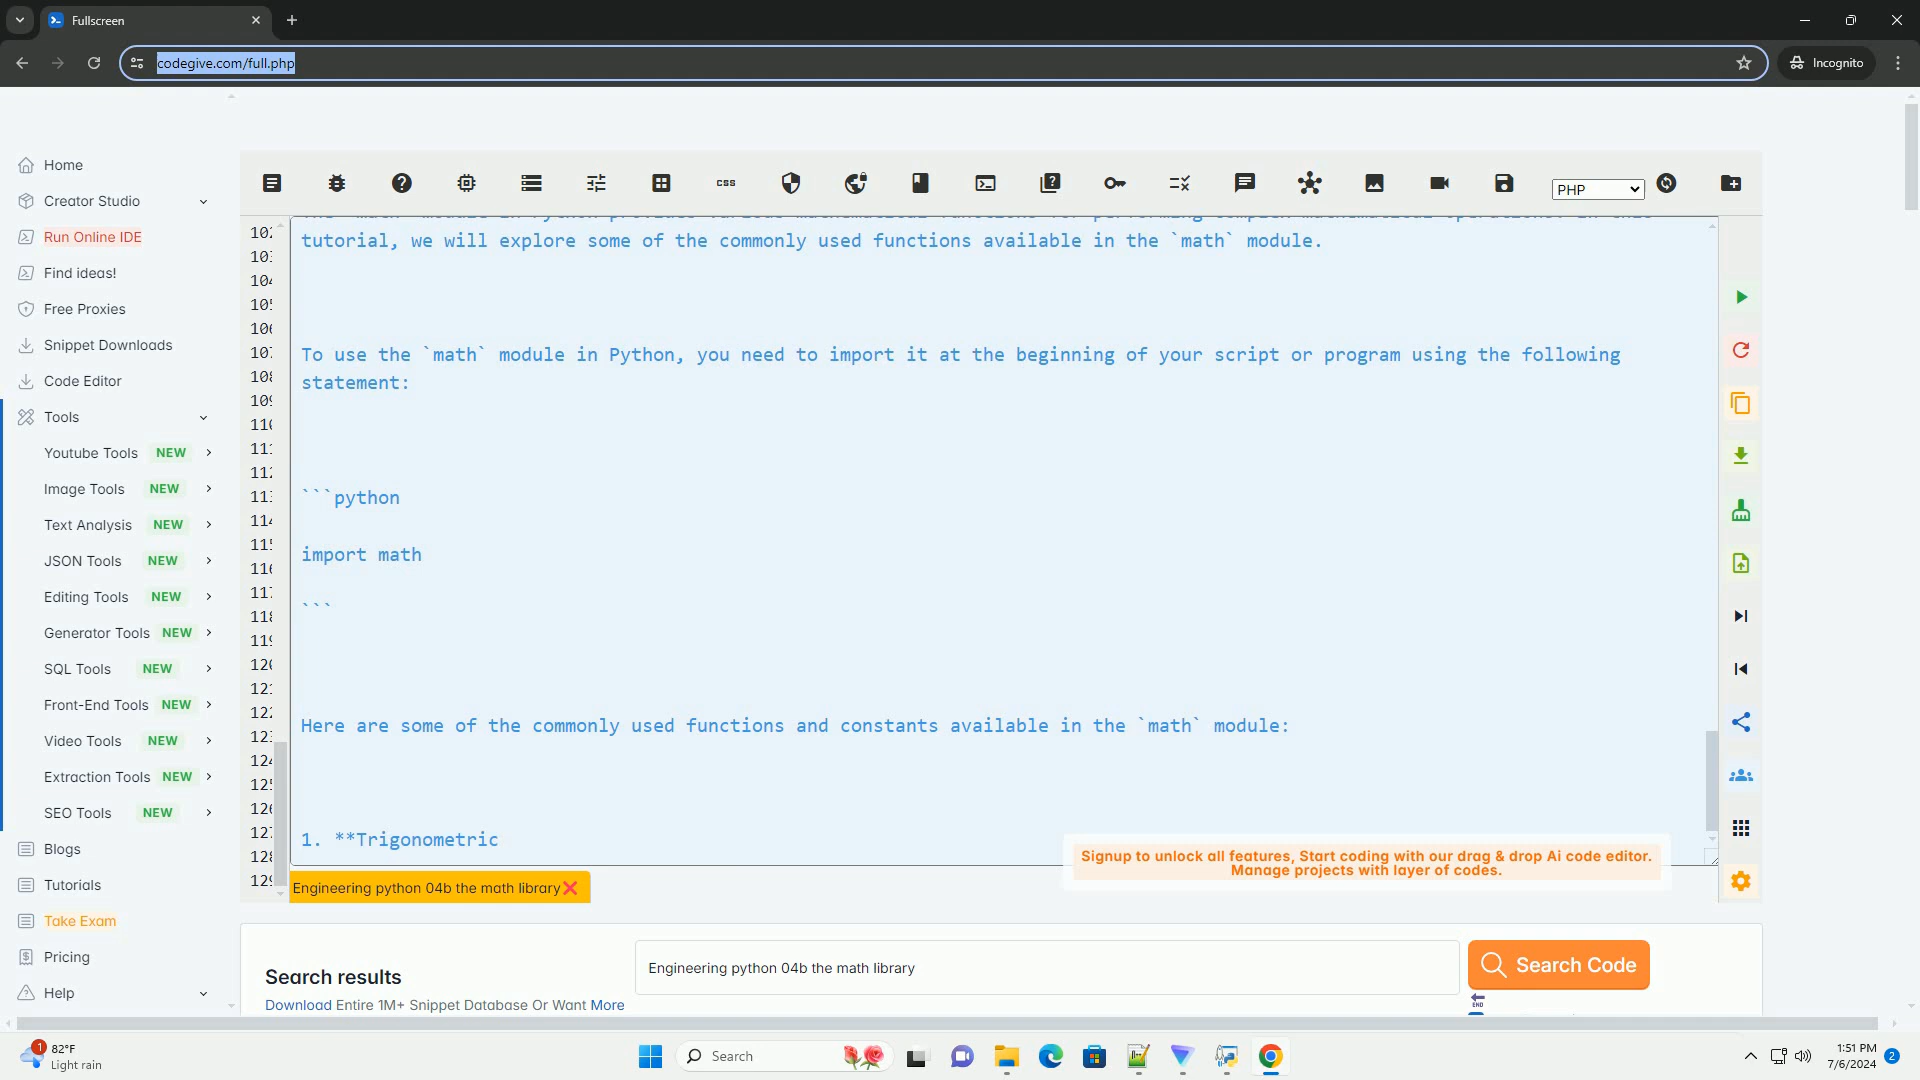 Fullscreen
codegive.com/full.php
Incognito
Home
Creator Studio
Run Online IDE
Find ideas!
Free Proxies
Snippet Downloads
Code Editor
Tools
Youtube Tools NEW
Image Tools NEW
Text Analysis NEW
JSON Tools NEW
Editing Tools NEW
Generator Tools NEW
SQL Tools NEW
Front-End Tools NEW
Video Tools NEW
Extraction Tools NEW
SEO Tools NEW
Blogs
Tutorials
Take Exam
Pricing
Help
css
PHP
tutorial, we will explore some of the commonly used functions available in the `math` module.
To use the `math` module in Python, you need to import it at the beginning of your script or program using the following
statement:
```python
import math
```
Here are some of the commonly used functions and constants available in the `math` module:
1. **Trigonometric
Signup to unlock all features, Start coding with our drag & drop Ai code editor.
Manage projects with layer of codes.
Engineering python 04b the math library
Search results
Engineering python 04b the math library
Search Code
Download Entire 1M+ Snippet Database Or Want More
END
1
82°F
Light rain
Search
1:51 PM
7/6/2024
2